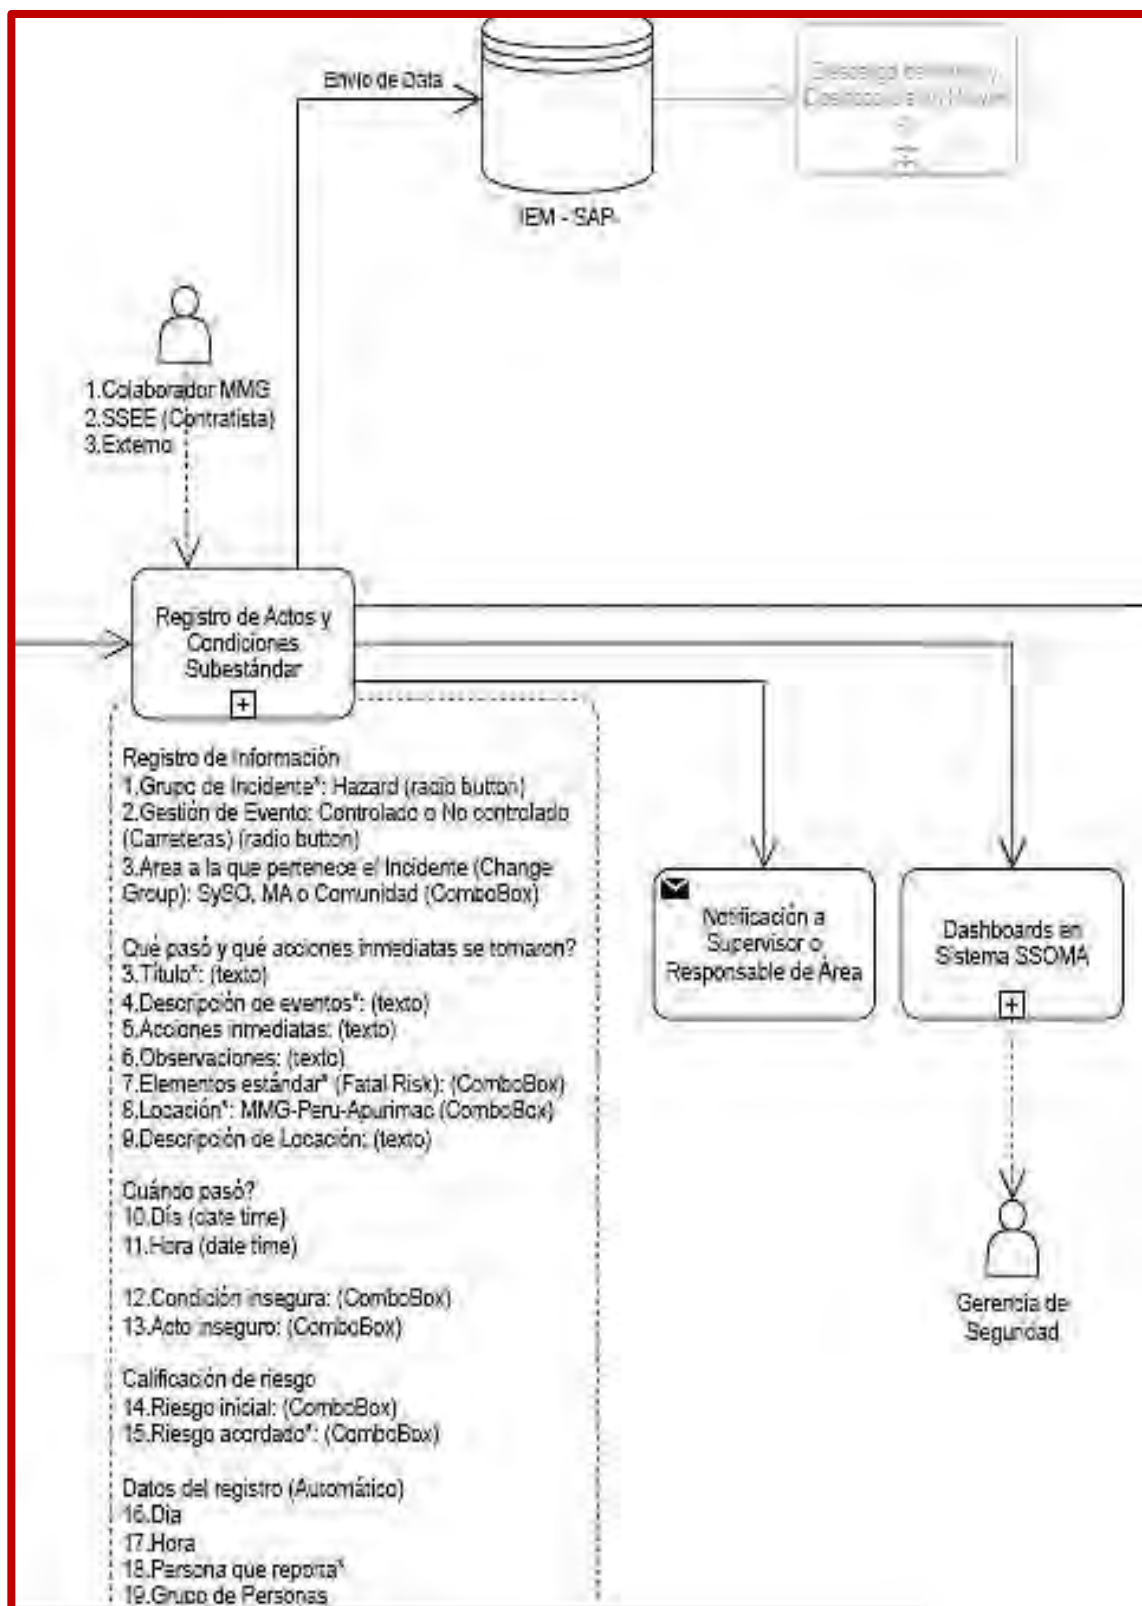 Envío de Data
IEM - SAP
1.Colaborador MMG
2.SSEE (Contratista)
3.Externo
Registro de Actos y
Condiciones
Subestándar
Registro de Información
1.Grupo de Incidente*: Hazard (radio button)
2.Gestión de Evento: Controlado o No controlado
(Carreteras) (radio button)
3.Area a la que pertenece el Incidente (Change
Group): SySO, MA o Comunidad (ComboBox)
Qué pasó y qué acciones inmediatas se tomaron?
3.Título*: (texto)
4.Descripción de eventos*: (texto)
5.Acciones inmediatas: (texto)
6.Observaciones: (texto)
7.Elementos estándar* (Fatal Risk): (ComboBox)
8.Locación*: MMG-Peru-Apurimac (ComboBox)
9.Descripción de Locación: (texto)
Cuándo pasó?
10.Día (date time)
11.Hora (date time)
12.Condición insegura: (ComboBox)
13.Acto inseguro: (ComboBox)
Calificación de riesgo
14.Riesgo inicial: (ComboBox)
15.Riesgo acordado*: (ComboBox)
Datos del registro (Automático)
16.Dia
17.Hora
18.Persona que reporta*
19.Grupo de Personas
Notificación a
Supervisor o
Responsable de Área
Dashboards en
Sistema SSOMA
Gerencia de
Seguridad